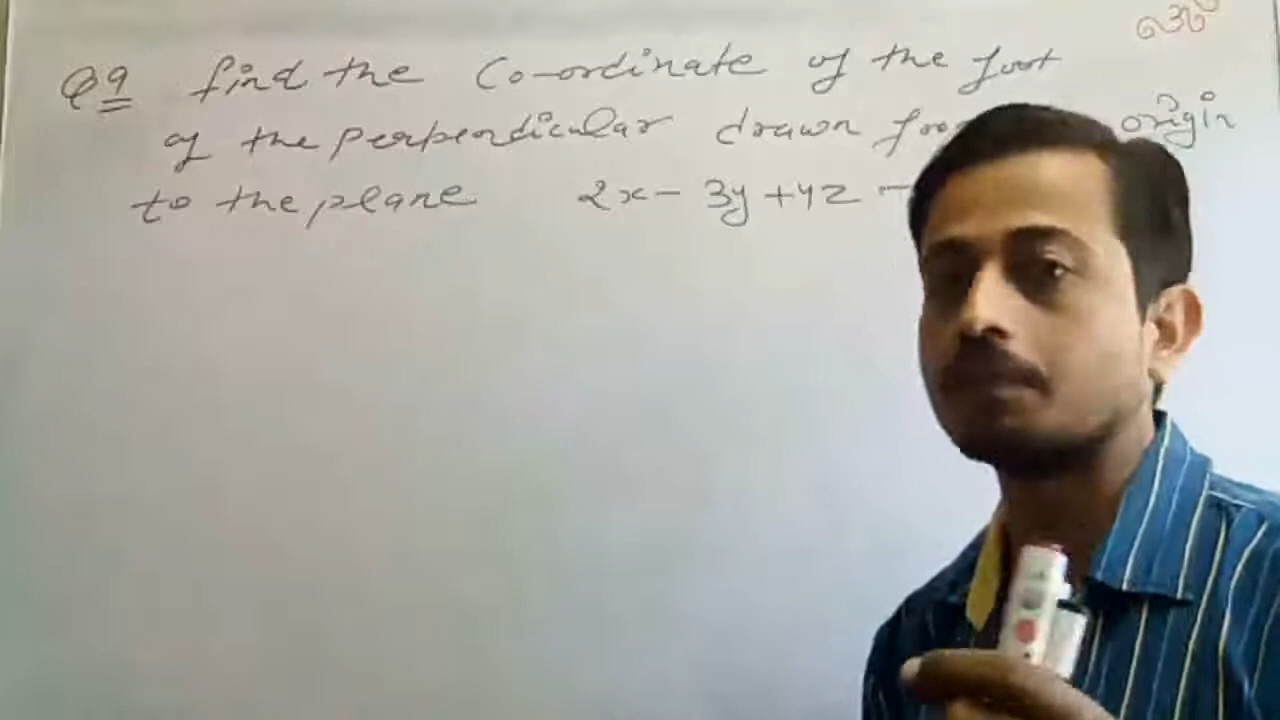 Q9 find the Co-ordinate of the foot
of the perpendicular drawn origin
to the plane 2x - 3y + 4z -